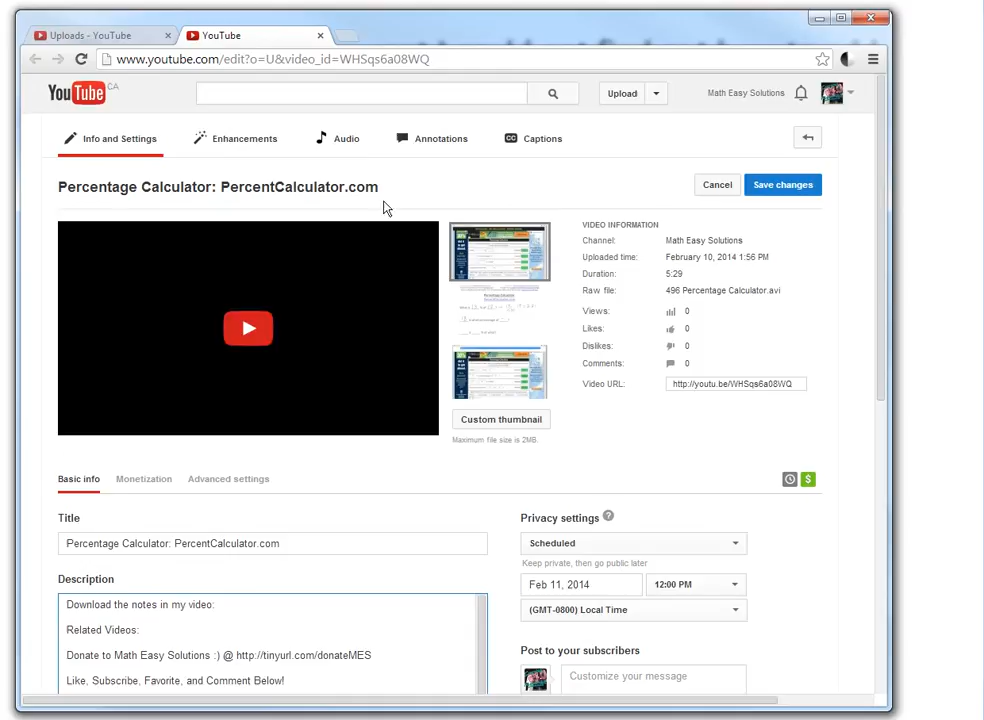 Uploads - YouTube
YouTube
www.youtube.com/edit?o=U&video_id=WHSqs6a08WQ
YouTube CA
Upload
Math Easy Solutions
Info and Settings
Enhancements
Audio
Annotations
CC Captions
Percentage Calculator: PercentCalculator.com
Cancel
Save changes
VIDEO INFORMATION
Channel: Math Easy Solutions
Uploaded time: February 10, 2014 1:56 PM
Duration: 5:29
Raw file: 496 Percentage Calculator.avi
Views: 0
Likes: 0
Dislikes: 0
Comments: 0
Video URL: http://youtu.be/WHSqs6a08WQ
Custom thumbnail
Maximum file size is 2MB.
Basic info
Monetization
Advanced settings
$
Title
Percentage Calculator: PercentCalculator.com
Description
Download the notes in my video:
Related Videos:
Donate to Math Easy Solutions :) @ http://tinyurl.com/donateMES
Like, Subscribe, Favorite, and Comment Below!
Privacy settings ?
Scheduled
Keep private, then go public later
Feb 11, 2014
12:00 PM
(GMT-0800) Local Time
Post to your subscribers
Customize your message